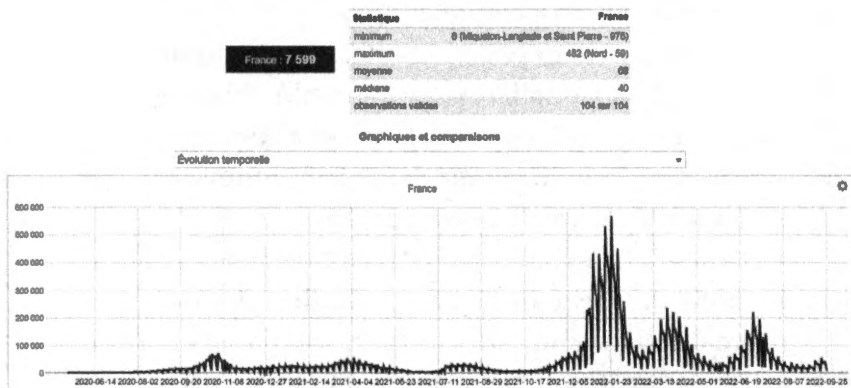 Statistique France
minimum 0 (Miquelon-Langlade et Saint Pierre - 975)
France : 7 599
maximum 482 (Nord - 59)
moyenne 69
médiane 40
observations valides 104 sur 104
Graphiques et comparaisons
Évolution temporelle
France
600 000
500 000
400 000
300 000
200 000
100 000
0
2020-06-14 2020-08-02 2020-09-20 2020-11-08 2020-12-27 2021-02-14 2021-04-04 2021-05-23 2021-07-11 2021-08-29 2021-10-17 2021-12-05 2022-01-23 2022-03-13 2022-05-01 2022-06-19 2022-08-07 2022-09-25